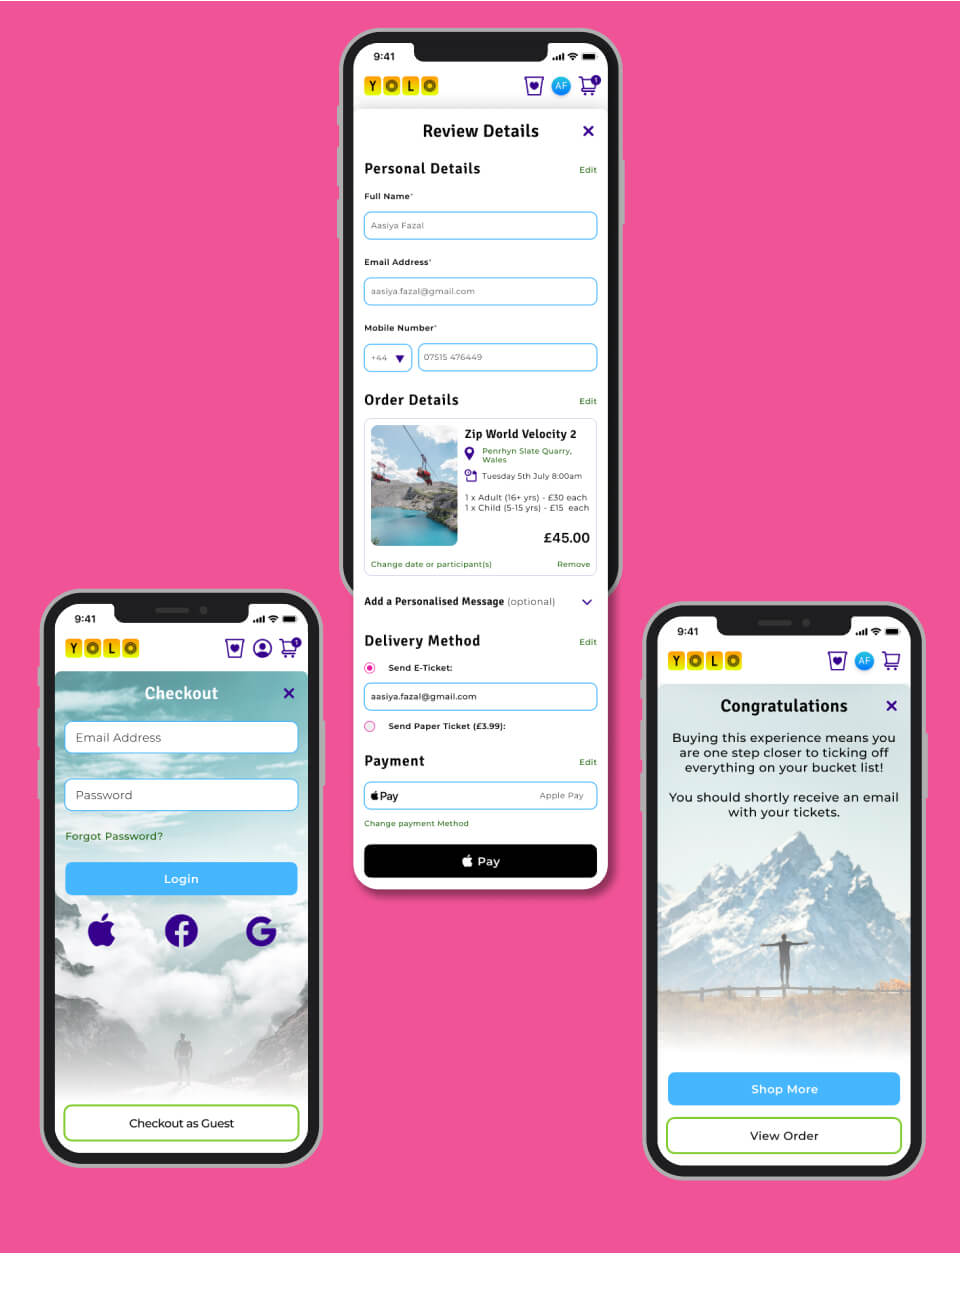 9:41
YOLO
AF
1
Review Details
Personal Details
Edit
Full Name*
Aasiya Fazal
Email Address*
aasiya.fazal@gmail.com
Mobile Number*
+44
07515 476449
Order Details
Edit
Zip World Velocity 2
Penrhyn Slate Quarry,
Wales
Tuesday 5th July 8:00am
1 x Adult (16+ yrs) - £30 each
1 x Child (5-15 yrs) - £15 each
£45.00
Change date or participant(s)
Remove
Add a Personalised Message (optional)
Delivery Method
Edit
Send E-Ticket:
aasiya.fazal@gmail.com
Send Paper Ticket (£3.99):
Payment
Edit
Pay
Apple Pay
Change payment Method
Pay
9:41
YOLO
1
Checkout
Email Address
Password
Forgot Password?
Login
Checkout as Guest
9:41
YOLO
AF
Congratulations
Buying this experience means you
are one step closer to ticking off
everything on your bucket list!
You should shortly receive an email
with your tickets.
Shop More
View Order